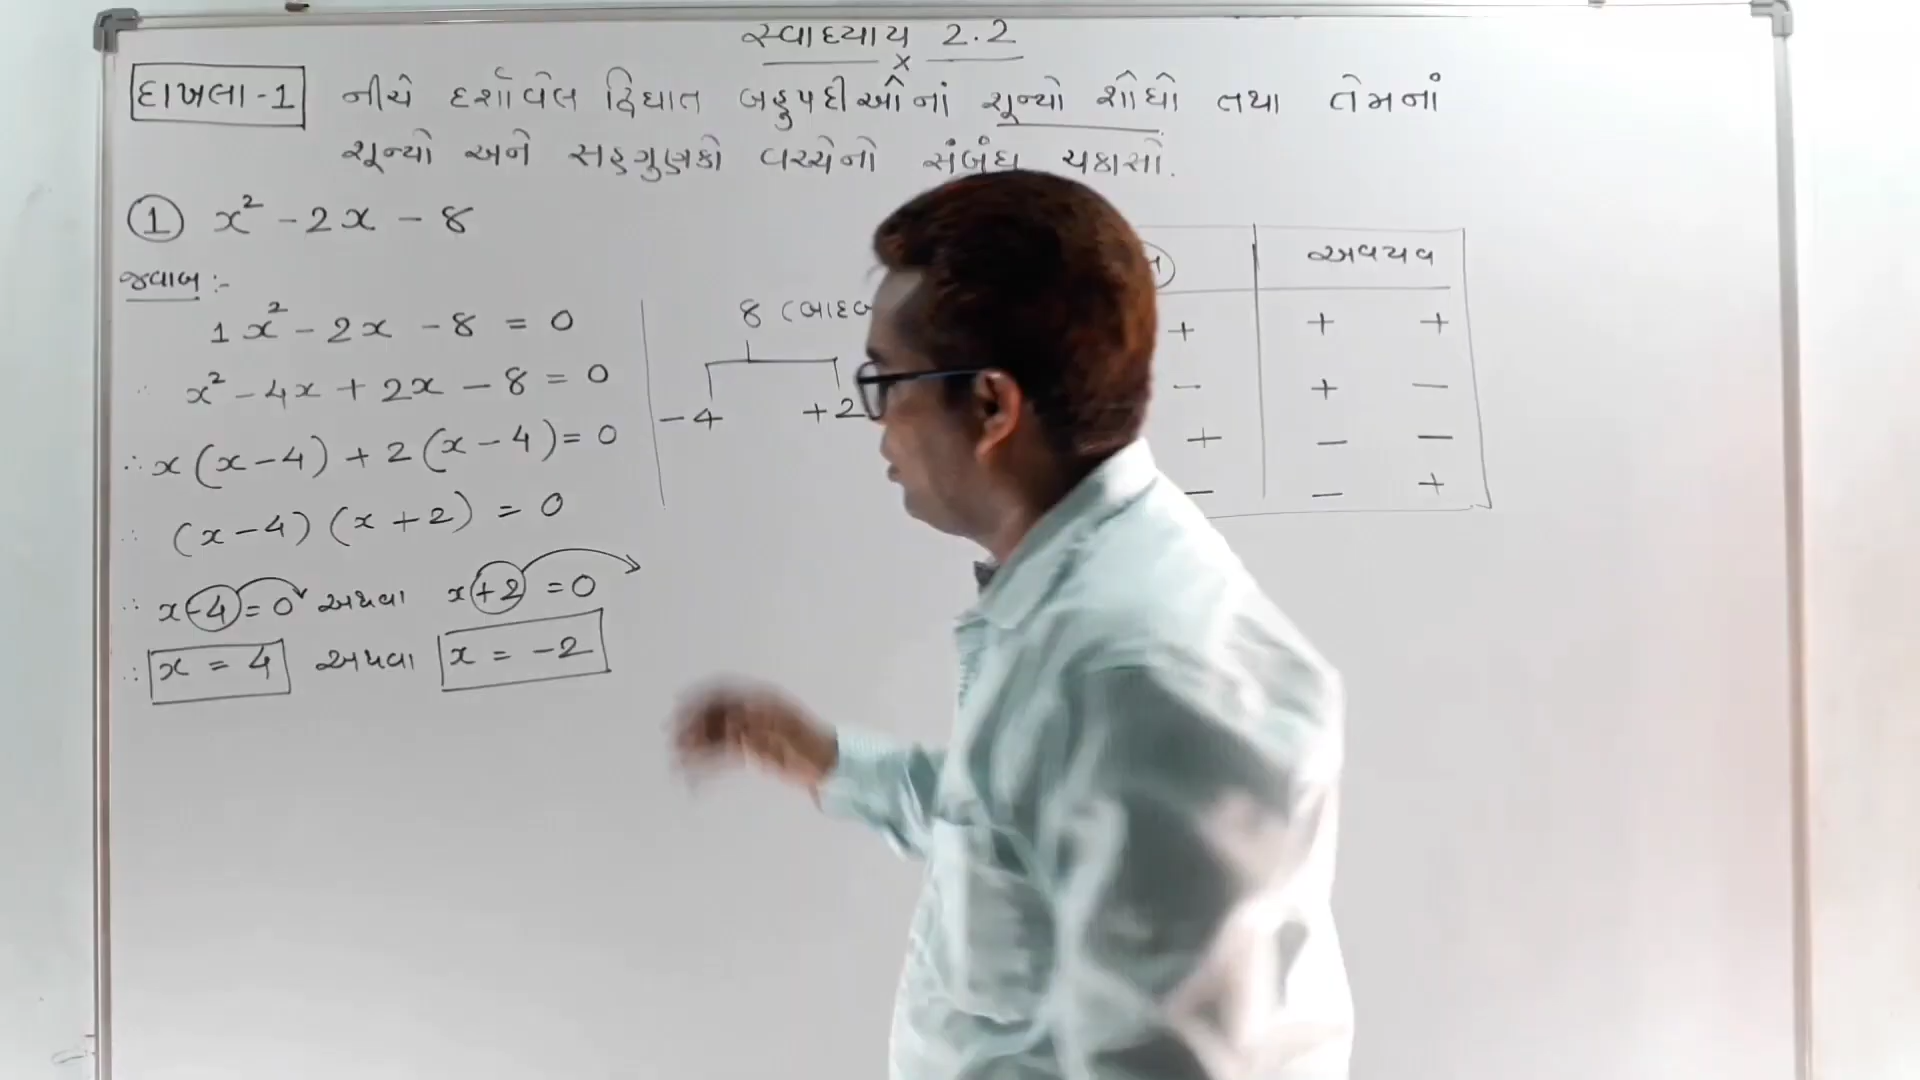 સ્વાધ્યાય 2.2
દાખલા-1 નીચે દર્શાવેલ દ્વિઘાત બહુપદીઓનાં શૂન્યો શોધો તથા તેમનાં
શૂન્યો અને સહગુણકો વચ્ચેનો સંબંધ ચકાસો.
① x² - 2x - 8
જવાબ :-
1x² - 2x - 8 = 0
∴ x² - 4x + 2x - 8 = 0
∴ x(x-4) + 2(x-4) = 0
∴ (x-4) (x+2) = 0
∴ x-4=0 અથવા x+2=0
∴ x = 4 અથવા x = -2
8 (બાદબ
-4 +2
અવયવ
+ + +
- + -
+ - -
- - +